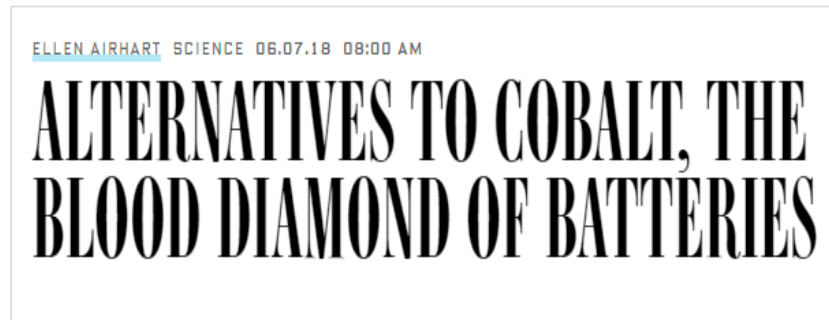 ELLEN AIRHART SCIENCE 06.07.18 08:00 AM
ALTERNATIVES TO COBALT, THE
BLOOD DIAMOND OF BATTERIES